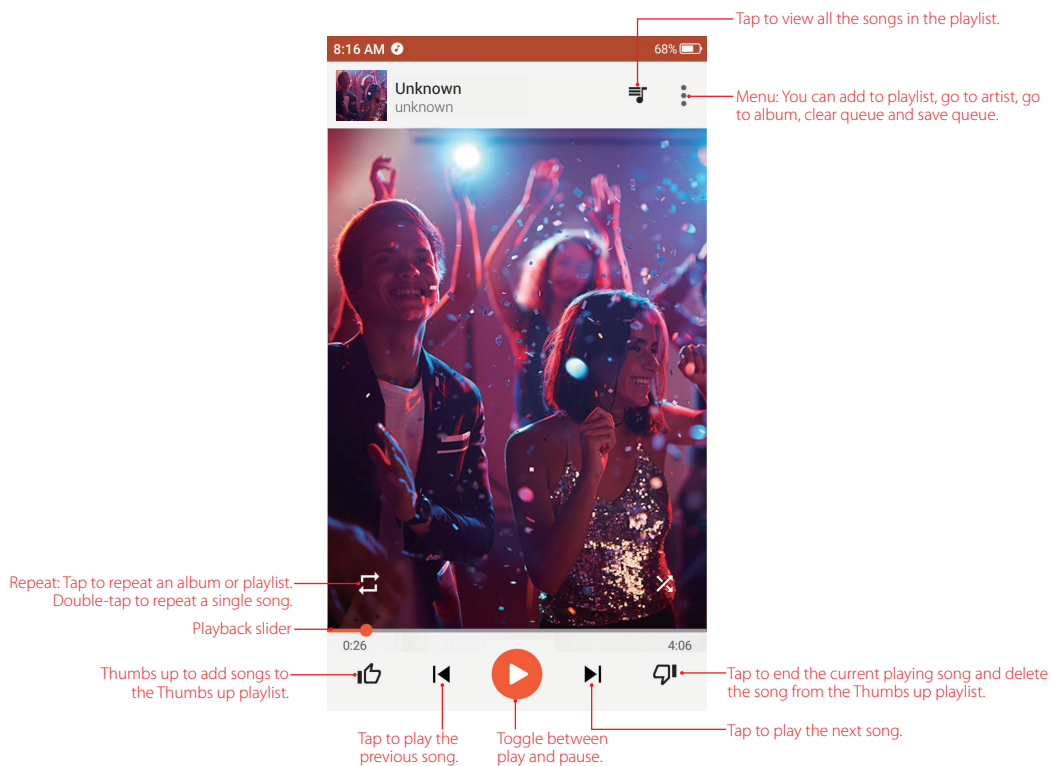 Tap to view all the songs in the playlist.
8:16 AM
68%
Unknown
unknown
Menu: You can add to playlist, go to artist, go
to album, clear queue and save queue.
Repeat: Tap to repeat an album or playlist.
Double-tap to repeat a single song.
Playback slider
0:26
4:06
Thumbs up to add songs to
the Thumbs up playlist.
Tap to end the current playing song and delete
the song from the Thumbs up playlist.
Tap to play the
previous song.
Toggle between
play and pause.
Tap to play the next song.